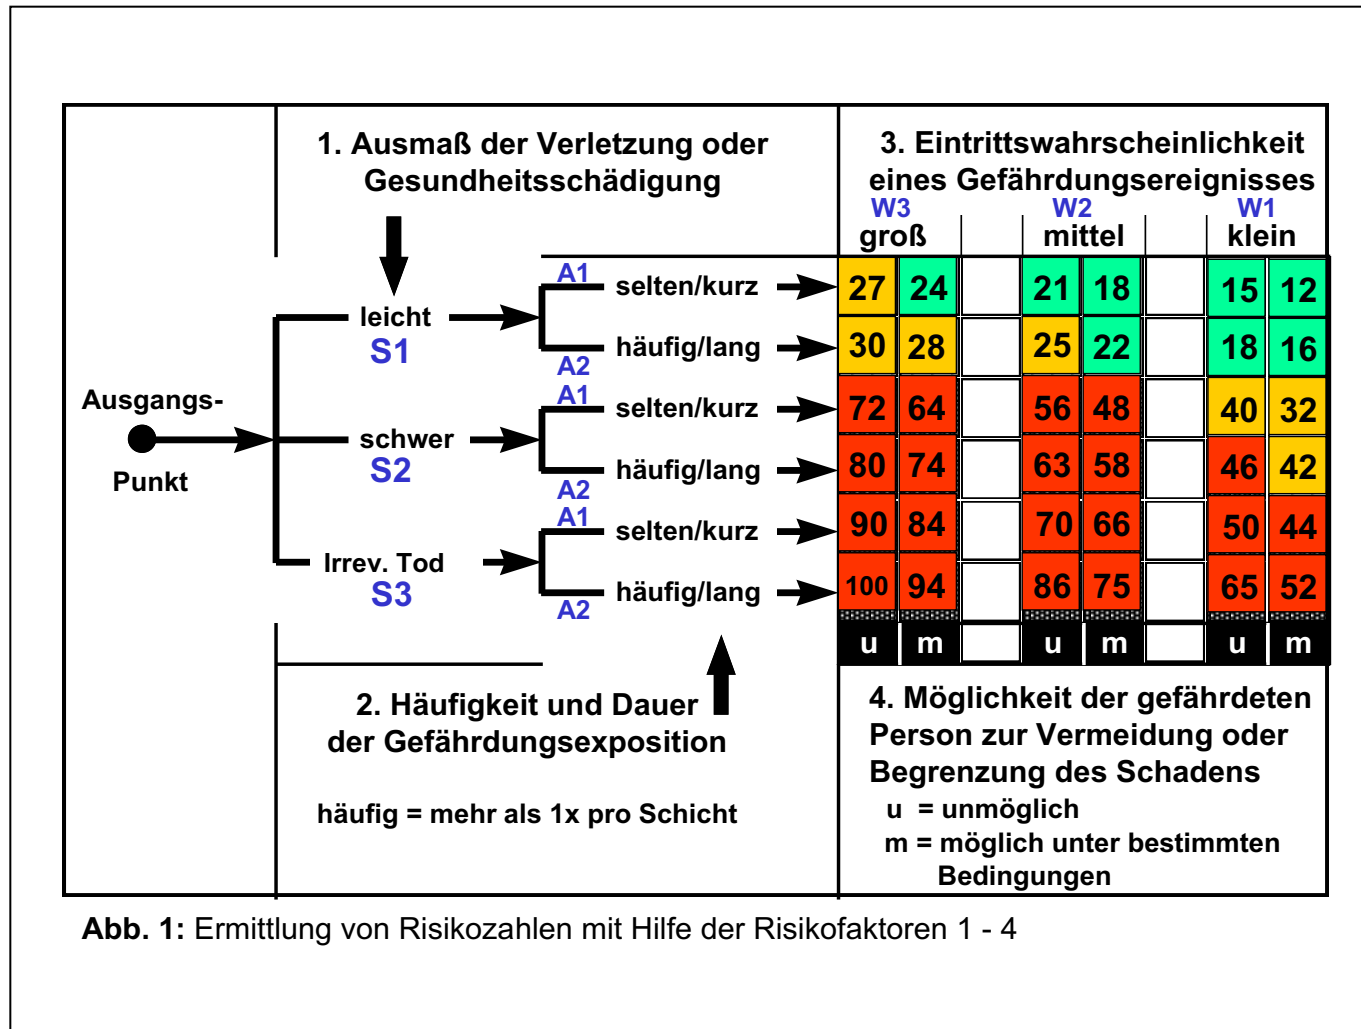 1. Ausmaß der Verletzung oder
Gesundheitsschädigung
3. Eintrittswahrscheinlichkeit
eines Gefährdungsereignisses
W3 W2 W1
groß mittel klein
A1 selten/kurz 27 24 21 18 15 12
leicht
S1
häufig/lang 30 28 25 22 18 16
A2
Ausgangs-
Punkt
A1 selten/kurz 72 64 56 48 40 32
schwer
S2
häufig/lang 80 74 63 58 46 42
A2
A1 selten/kurz 90 84 70 66 50 44
Irrev. Tod
S3
häufig/lang 100 94 86 75 65 52
A2
u m u m u m
2. Häufigkeit und Dauer
der Gefährdungsexposition
häufig = mehr als 1x pro Schicht
4. Möglichkeit der gefährdeten
Person zur Vermeidung oder
Begrenzung des Schadens
u = unmöglich
m = möglich unter bestimmten
Bedingungen
Abb. 1: Ermittlung von Risikozahlen mit Hilfe der Risikofaktoren 1 - 4